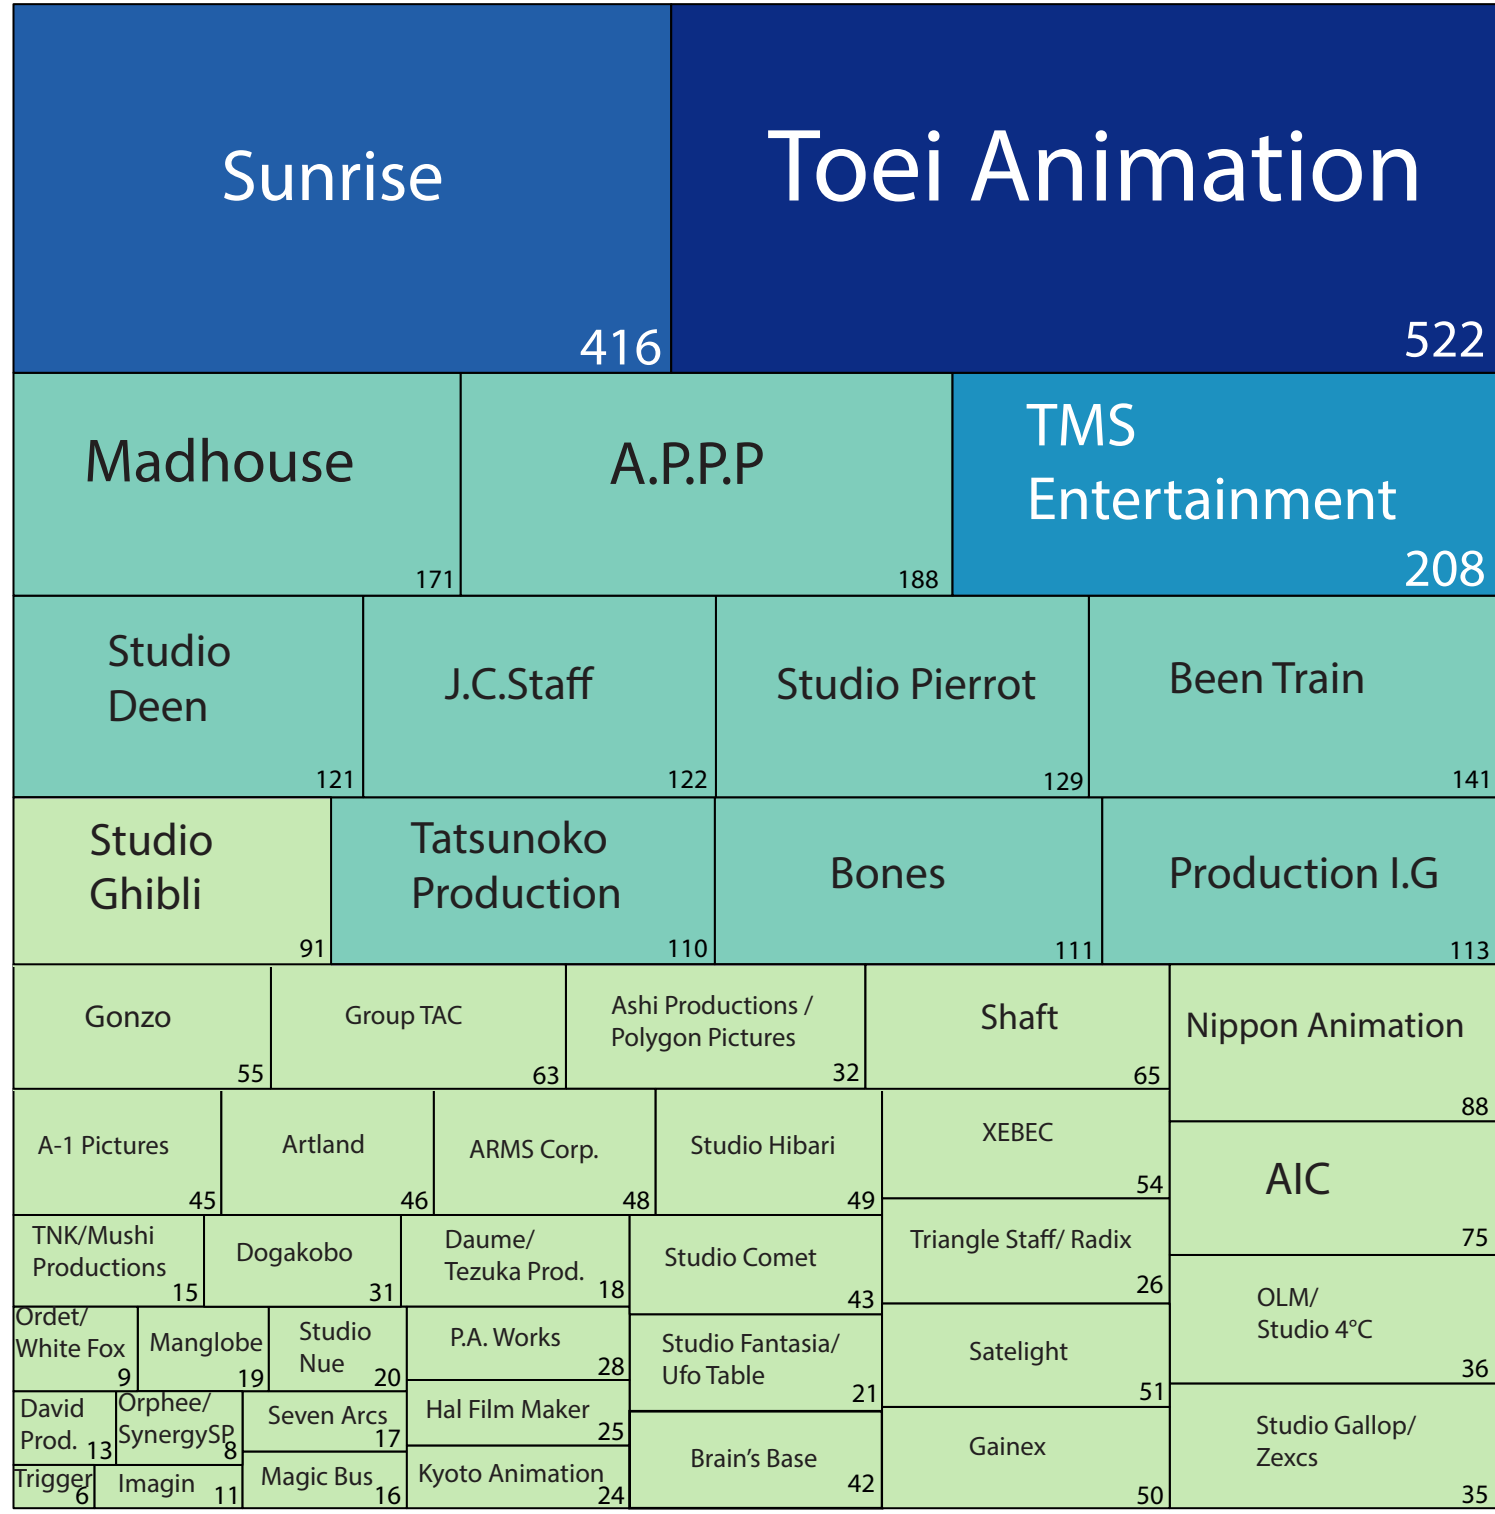 Sunrise
416
Toei Animation
522
Madhouse
171
A.P.P.P
188
TMS
Entertainment
208
Studio
Deen
121
J.C.Staff
122
Studio Pierrot
129
Been Train
141
Studio
Ghibli
91
Tatsunoko
Production
110
Bones
111
Production I.G
113
Gonzo
55
Group TAC
63
Ashi Productions /
Polygon Pictures
32
Shaft
65
Nippon Animation
88
A-1 Pictures
45
Artland
46
ARMS Corp.
48
Studio Hibari
49
XEBEC
54
AIC
75
TNK/Mushi
Productions
15
Dogakobo
31
Daume/
Tezuka Prod.
18
Studio Comet
43
Triangle Staff/ Radix
26
OLM/
Studio 4°C
36
Ordet/
White Fox
9
Manglobe
19
Studio
Nue
20
P.A. Works
28
Studio Fantasia/
Ufo Table
21
Satelight
51
David
Prod.
13
Orphee/
SynergySP
8
Seven Arcs
17
Hal Film Maker
25
Brain's Base
42
Gainex
50
Studio Gallop/
Zexcs
35
Trigger
6
Imagin
11
Magic Bus
16
Kyoto Animation
24